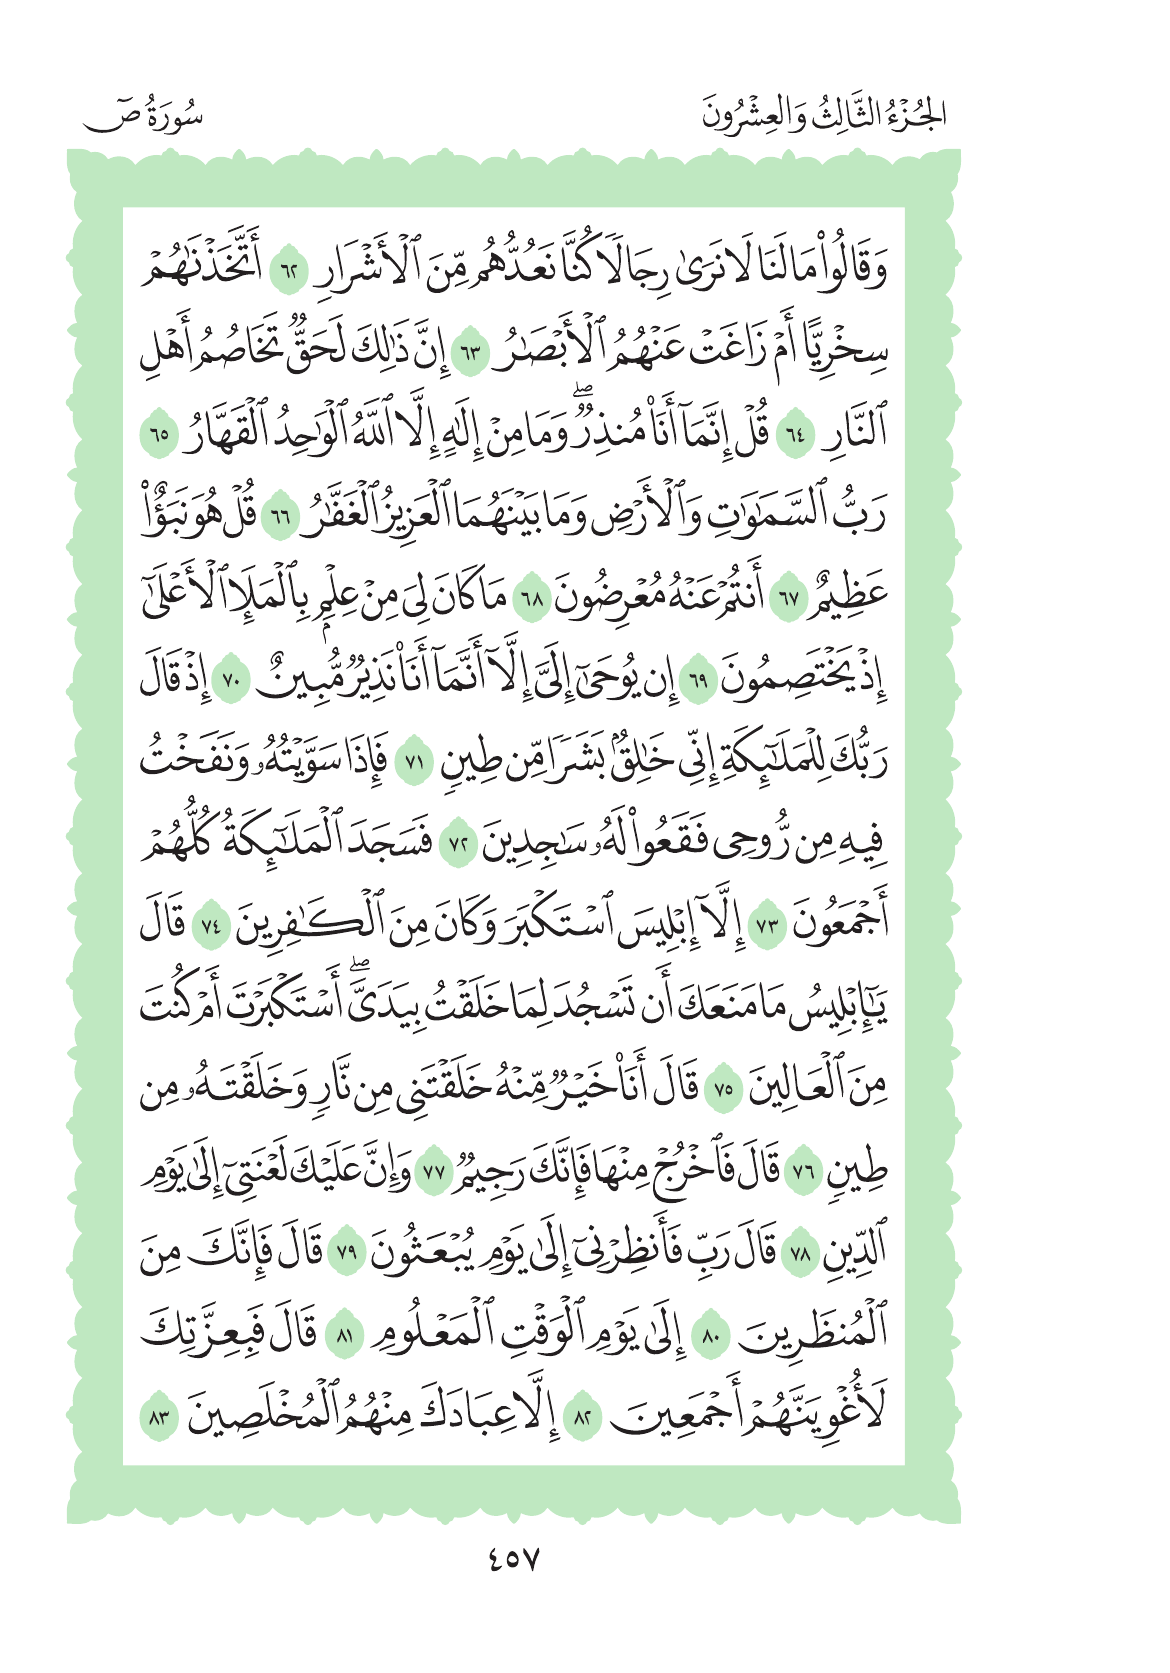 الجُزْءُ الثَّالِثُ وَالعِشْرُونَ
سُورَةُ صٓ
وَقَالُوا۟ مَا لَنَا لَا نَرَىٰ رِجَالًا كُنَّا نَعُدُّهُم مِّنَ ٱلْأَشْرَارِ ٦٢ أَتَّخَذْنَٰهُمْ
سِخْرِيًّا أَمْ زَاغَتْ عَنْهُمُ ٱلْأَبْصَٰرُ ٦٣ إِنَّ ذَٰلِكَ لَحَقٌّ تَخَاصُمُ أَهْلِ
ٱلنَّارِ ٦٤ قُلْ إِنَّمَآ أَنَا۠ مُنذِرٌ ۖ وَمَا مِنْ إِلَٰهٍ إِلَّا ٱللَّهُ ٱلْوَٰحِدُ ٱلْقَهَّارُ ٦٥
رَبُّ ٱلسَّمَٰوَٰتِ وَٱلْأَرْضِ وَمَا بَيْنَهُمَا ٱلْعَزِيزُ ٱلْغَفَّٰرُ ٦٦ قُلْ هُوَ نَبَؤٌا۟
عَظِيمٌ ٦٧ أَنتُمْ عَنْهُ مُعْرِضُونَ ٦٨ مَا كَانَ لِىَ مِنْ عِلْمٍۭ بِٱلْمَلَإِ ٱلْأَعْلَىٰٓ
إِذْ يَخْتَصِمُونَ ٦٩ إِن يُوحَىٰٓ إِلَىَّ إِلَّآ أَنَّمَآ أَنَا۠ نَذِيرٌ مُّبِينٌ ٧٠ إِذْ قَالَ
رَبُّكَ لِلْمَلَٰٓئِكَةِ إِنِّى خَٰلِقٌۢ بَشَرًا مِّن طِينٍ ٧١ فَإِذَا سَوَّيْتُهُۥ وَنَفَخْتُ
فِيهِ مِن رُّوحِى فَقَعُوا۟ لَهُۥ سَٰجِدِينَ ٧٢ فَسَجَدَ ٱلْمَلَٰٓئِكَةُ كُلُّهُمْ
أَجْمَعُونَ ٧٣ إِلَّآ إِبْلِيسَ ٱسْتَكْبَرَ وَكَانَ مِنَ ٱلْكَٰفِرِينَ ٧٤ قَالَ
يَٰٓإِبْلِيسُ مَا مَنَعَكَ أَن تَسْجُدَ لِمَا خَلَقْتُ بِيَدَىَّ ۖ أَسْتَكْبَرْتَ أَمْ كُنتَ
مِنَ ٱلْعَالِينَ ٧٥ قَالَ أَنَا۠ خَيْرٌ مِّنْهُ خَلَقْتَنِى مِن نَّارٍ وَخَلَقْتَهُۥ مِن
طِينٍ ٧٦ قَالَ فَٱخْرُجْ مِنْهَا فَإِنَّكَ رَجِيمٌ ٧٧ وَإِنَّ عَلَيْكَ لَعْنَتِىٓ إِلَىٰ يَوْمِ
ٱلدِّينِ ٧٨ قَالَ رَبِّ فَأَنظِرْنِىٓ إِلَىٰ يَوْمِ يُبْعَثُونَ ٧٩ قَالَ فَإِنَّكَ مِنَ
ٱلْمُنظَرِينَ ٨٠ إِلَىٰ يَوْمِ ٱلْوَقْتِ ٱلْمَعْلُومِ ٨١ قَالَ فَبِعِزَّتِكَ
لَأُغْوِيَنَّهُمْ أَجْمَعِينَ ٨٢ إِلَّا عِبَادَكَ مِنْهُمُ ٱلْمُخْلَصِينَ ٨٣
٤٥٧